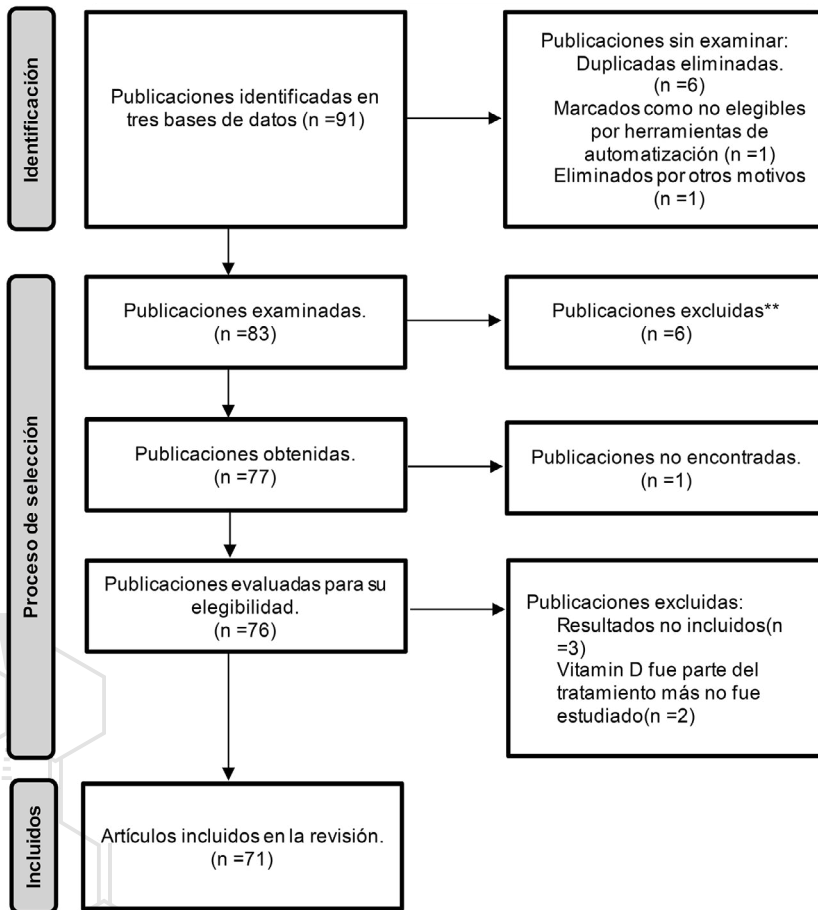 Identificación
Publicaciones identificadas en
tres bases de datos (n =91)
Publicaciones sin examinar:
Duplicadas eliminadas.
(n =6)
Marcados como no elegibles
por herramientas de
automatización (n =1)
Eliminados por otros motivos
(n =1)
Proceso de selección
Publicaciones examinadas.
(n =83)
Publicaciones excluidas**
(n =6)
Publicaciones obtenidas.
(n =77)
Publicaciones no encontradas.
(n =1)
Publicaciones evaluadas para su
elegibilidad.
(n =76)
Publicaciones excluidas:
Resultados no incluidos(n
=3)
Vitamin D fue parte del
tratamiento más no fue
estudiado(n =2)
Incluidos
Artículos incluidos en la revisión.
(n =71)